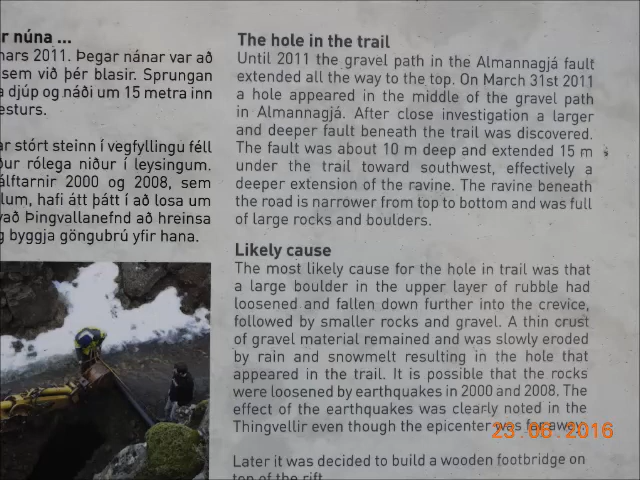 r núna ...
mars 2011. Þegar nánar var að
sem við þér blasir. Sprungan
djúp og náði um 15 metra inn
esturs.
ar stórt steinn í vegfyllingu féll
ður rólega niður í leysingum.
álftarnir 2000 og 2008, sem
lum, hafi átt þátt í að losa um
vað Þingvallanefnd að hreinsa
g byggja göngubrú yfir hana.
The hole in the trail
Until 2011 the gravel path in the Almannagjá fault
extended all the way to the top. On March 31st 2011
a hole appeared in the middle of the gravel path
in Almannagjá. After close investigation a larger
and deeper fault beneath the trail was discovered.
The fault was about 10 m deep and extended 15 m
under the trail toward southwest, effectively a
deeper extension of the ravine. The ravine beneath
the road is narrower from top to bottom and was full
of large rocks and boulders.
Likely cause
The most likely cause for the hole in trail was that
a large boulder in the upper layer of rubble had
loosened and fallen down further into the crevice,
followed by smaller rocks and gravel. A thin crust
of gravel material remained and was slowly eroded
by rain and snowmelt resulting in the hole that
appeared in the trail. It is possible that the rocks
were loosened by earthquakes in 2000 and 2008. The
effect of the earthquakes was clearly noted in the
Thingvellir even though the epicenter was far away.
23.06.2016
Later it was decided to build a wooden footbridge on
top of the rift